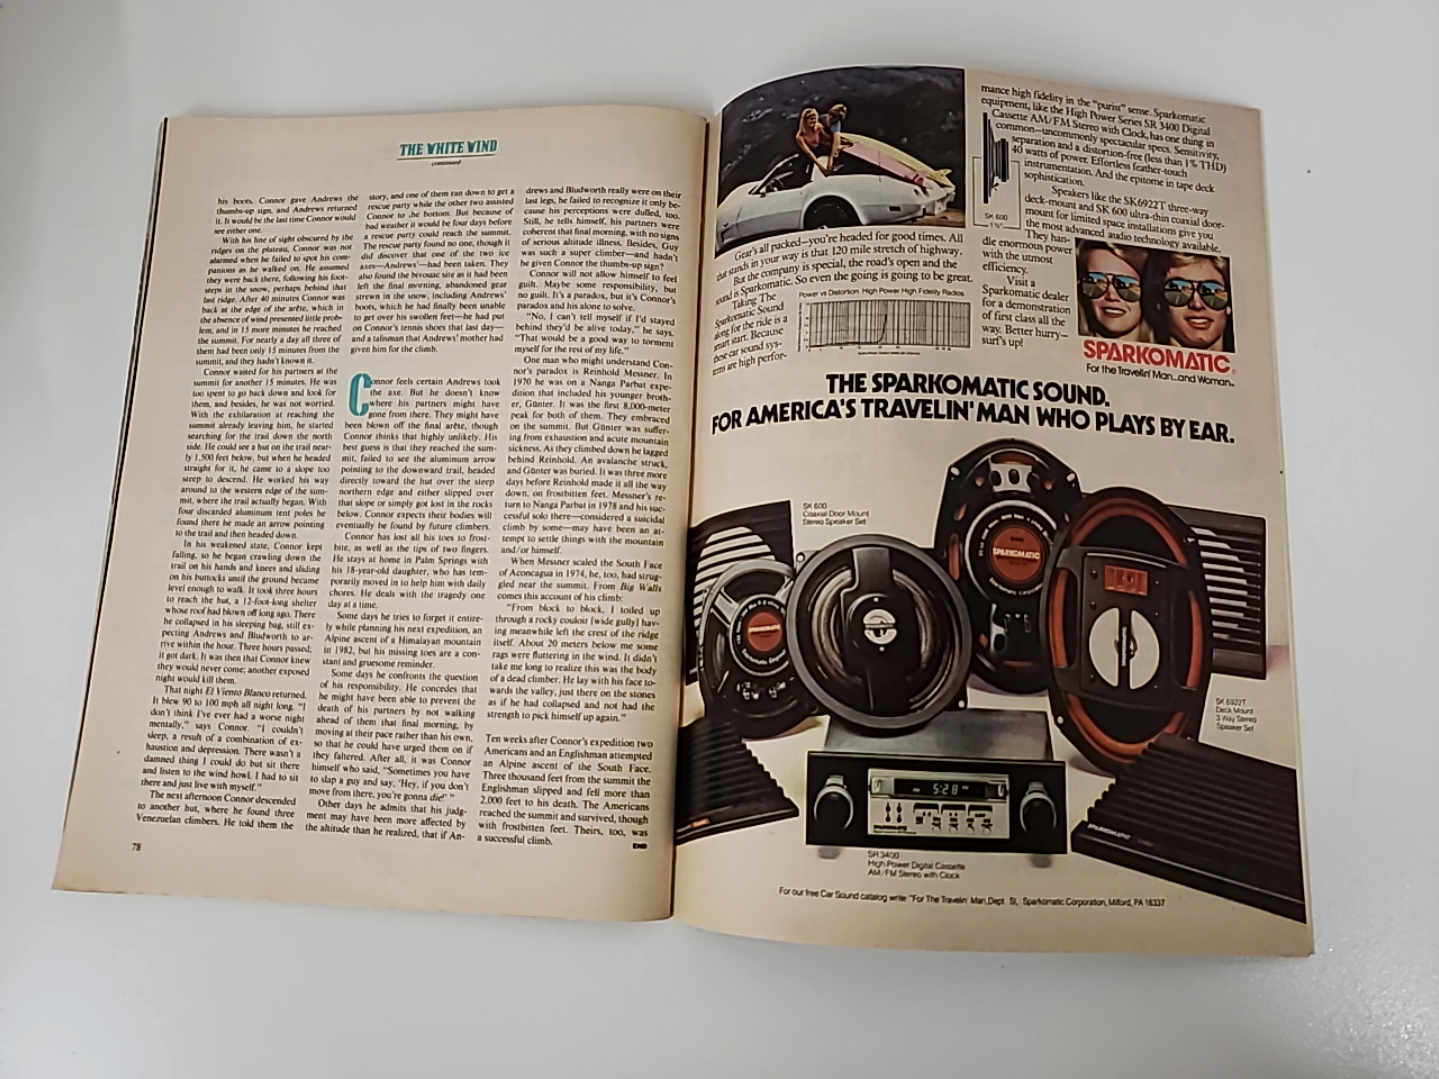 THE WHITE WIND
continued
his boots. Connor gave Andrews the
thumbs-up sign, and Andrews returned
it. It would be the last time Connor would
see either one.
With his line of sight obscured by the
ridges on the plateau, Connor was not
alarmed when he failed to spot his com-
panions as he walked on. He assumed
they were back there, following his foot-
steps in the snow, perhaps behind that
last ridge. After 40 minutes Connor was
back at the edge of the arête, which in
the absence of wind presented little prob-
lem, and in 15 more minutes he reached
the summit. For nearly a day all three of
them had been only 15 minutes from the
summit, and they hadn't known it.
Connor waited for his partners at the
summit for another 15 minutes. He was
too spent to go back down and look for
them, and besides, he was not worried.
With the exhilaration at reaching the
summit already leaving him, he started
searching for the trail down the north
side. He could see a hut on the trail near-
ly 1,500 feet below, but when he headed
straight for it, he came to a slope too
steep to descend. He worked his way
around to the western edge of the sum-
mit, where the trail actually began. With
four discarded aluminum tent poles he
found there he made an arrow pointing
to the trail and then headed down.
In his weakened state, Connor kept
falling, so he began crawling down the
trail on his hands and knees and sliding
on his buttocks until the ground became
level enough to walk. It took three hours
to reach the hut, a 12-foot-long shelter
whose roof had blown off long ago. There
he collapsed in his sleeping bag, still ex-
pecting Andrews and Bludworth to ar-
rive within the hour. Three hours passed;
it got dark. It was then that Connor knew
they would never come; another exposed
night would kill them.
That night El Viento Blanco returned.
It blew 90 to 100 mph all night long. "I
don't think I've ever had a worse night
mentally," says Connor. "I couldn't
sleep, a result of a combination of ex-
haustion and depression. There wasn't a
damned thing I could do but sit there
and listen to the wind howl. I had to sit
there and just live with myself."
The next afternoon Connor descended
to another hut, where he found three
Venezuelan climbers. He told them the
story, and one of them ran down to get a
rescue party while the other two assisted
Connor to the bottom. But because of
bad weather it would be four days before
a rescue party could reach the summit.
The rescue party found no one, though it
did discover that one of the two ice
axes—Andrews'—had been taken. They
also found the bivouac site as it had been
left the final morning, abandoned gear
strewn in the snow, including Andrews'
boots, which he had finally been unable
to get over his swollen feet—he had put
on Connor's tennis shoes that last day—
and a talisman that Andrews' mother had
given him for the climb.
Connor feels certain Andrews took
the axe. But he doesn't know
where his partners might have
gone from there. They might have
been blown off the final arête, though
Connor thinks that highly unlikely. His
best guess is that they reached the sum-
mit, failed to see the aluminum arrow
pointing to the downward trail, headed
directly toward the hut over the steep
northern edge and either slipped over
that slope or simply got lost in the rocks
below. Connor expects their bodies will
eventually be found by future climbers.
Connor has lost all his toes to frost-
bite, as well as the tips of two fingers.
He stays at home in Palm Springs with
his 18-year-old daughter, who has tem-
porarily moved in to help him with daily
chores. He deals with the tragedy one
day at a time.
Some days he tries to forget it entire-
ly while planning his next expedition, an
Alpine ascent of a Himalayan mountain
in 1982, but his missing toes are a con-
stant and gruesome reminder.
Some days he confronts the question
of his responsibility. He concedes that
he might have been able to prevent the
death of his partners by not walking
ahead of them that final morning, by
moving at their pace rather than his own,
so that he could have urged them on if
they faltered. After all, it was Connor
himself who said, "Sometimes you have
to slap a guy and say, 'Hey, if you don't
move from there, you're gonna die!' "
Other days he admits that his judg-
ment may have been more affected by
the altitude than he realized, that if An-
drews and Bludworth really were on their
last legs, he failed to recognize it only be-
cause his perceptions were dulled, too.
Still, he tells himself, his partners were
coherent that final morning, with no signs
of serious altitude illness. Besides, Guy
was such a super climber—and hadn't
he given Connor the thumbs-up sign?
Connor will not allow himself to feel
guilt. Maybe some responsibility, but
no guilt. It's a paradox, but it's Connor's
paradox and his alone to solve.
"No, I can't tell myself if I'd stayed
behind they'd be alive today," he says.
"That would be a good way to torment
myself for the rest of my life."
One man who might understand Con-
nor's paradox is Reinhold Messner. In
1970 he was on a Nanga Parbat expe-
dition that included his younger broth-
er, Günter. It was the first 8,000-meter
peak for both of them. They embraced
on the summit. But Günter was suffer-
ing from exhaustion and acute mountain
sickness. As they climbed down he lagged
behind Reinhold. An avalanche struck,
and Günter was buried. It was three more
days before Reinhold made it all the way
down, on frostbitten feet. Messner's re-
turn to Nanga Parbat in 1978 and his suc-
cessful solo there—considered a suicidal
climb by some—may have been an at-
tempt to settle things with the mountain
and/or himself.
When Messner scaled the South Face
of Aconcagua in 1974, he, too, had strug-
gled near the summit. From Big Walls
comes this account of his climb:
"From block to block, I toiled up
through a rocky couloir [wide gully] hav-
ing meanwhile left the crest of the ridge
itself. About 20 meters below me some
rags were fluttering in the wind. It didn't
take me long to realize this was the body
of a dead climber. He lay with his face to-
wards the valley, just there on the stones
as if he had collapsed and not had the
strength to pick himself up again."
Ten weeks after Connor's expedition two
Americans and an Englishman attempted
an Alpine ascent of the South Face.
Three thousand feet from the summit the
Englishman slipped and fell more than
2,000 feet to his death. The Americans
reached the summit and survived, though
with frostbitten feet. Theirs, too, was
a successful climb.
END
78
Gear's all packed—you're headed for good times. All
that stands in your way is that 120 mile stretch of highway.
But the company is special, the road's open and the
sound is Sparkomatic. So even the going is going to be great.
Taking The
Sparkomatic Sound
along for the ride is a
smart start. Because
these car sound sys-
tems are high perfor-
Power vs Distortion: High Power High Fidelity Radios
mance high fidelity in the "purist" sense. Sparkomatic
equipment, like the High Power Series SR 3400 Digital
Cassette AM/FM Stereo with Clock, has one thing in
common—uncommonly spectacular specs. Sensitivity,
separation and a distortion-free (less than 1% THD)
40 watts of power. Effortless feather-touch
instrumentation. And the epitome in tape deck
sophistication.
Speakers like the SK6922T three-way
deck-mount and SK 600 ultra-thin coaxial door-
mount for limited space installations give you
the most advanced audio technology available.
They han-
dle enormous power
with the utmost
efficiency.
Visit a
Sparkomatic dealer
for a demonstration
of first class all the
way. Better hurry—
surf's up!
SK 600
SPARKOMATIC
For the Travelin' Man...and Woman.
THE SPARKOMATIC SOUND.
FOR AMERICA'S TRAVELIN' MAN WHO PLAYS BY EAR.
SK 600
Coaxial Door Mount
Stereo Speaker Set
SPARKOMATIC
SPARKOMATIC
SK 6922T
Deck Mount
3 Way Stereo
Speaker Set
5:28
SPARKOMATIC
SR 3400
High Power Digital Cassette
AM/FM Stereo with Clock
For our free Car Sound catalog write "For The Travelin' Man", Dept. SI, Sparkomatic Corporation, Milford, PA 18337